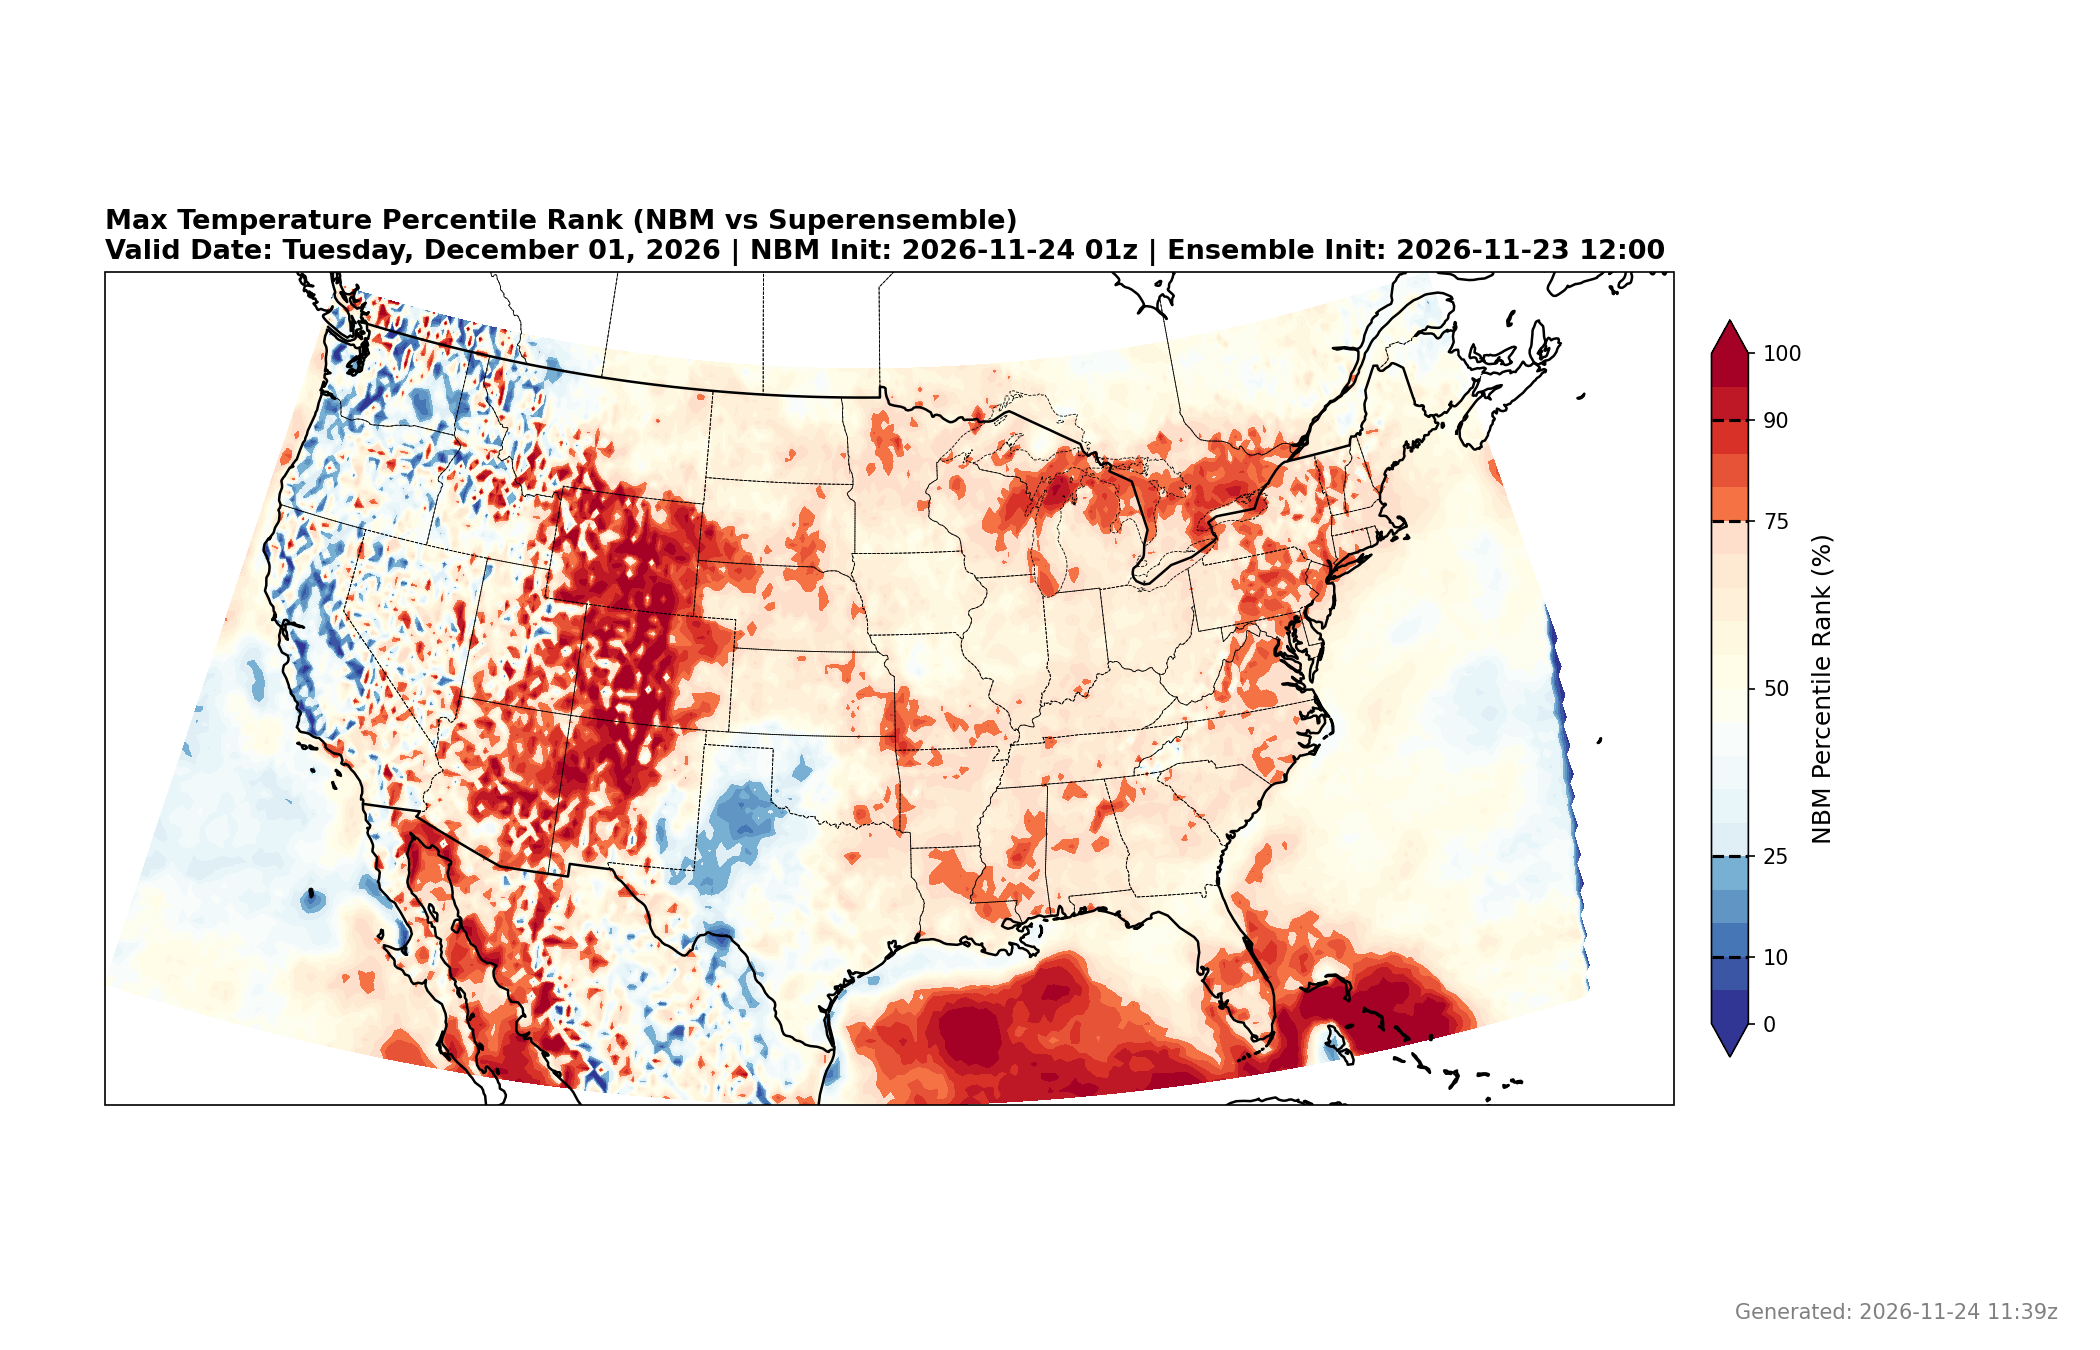 Max Temperature Percentile Rank (NBM vs Superensemble)
Valid Date: Tuesday, December 01, 2026 | NBM Init: 2026-11-24 01z | Ensemble Init: 2026-11-23 12:00
100
90
75
50
25
10
0
NBM Percentile Rank (%)
Generated: 2026-11-24 11:39z